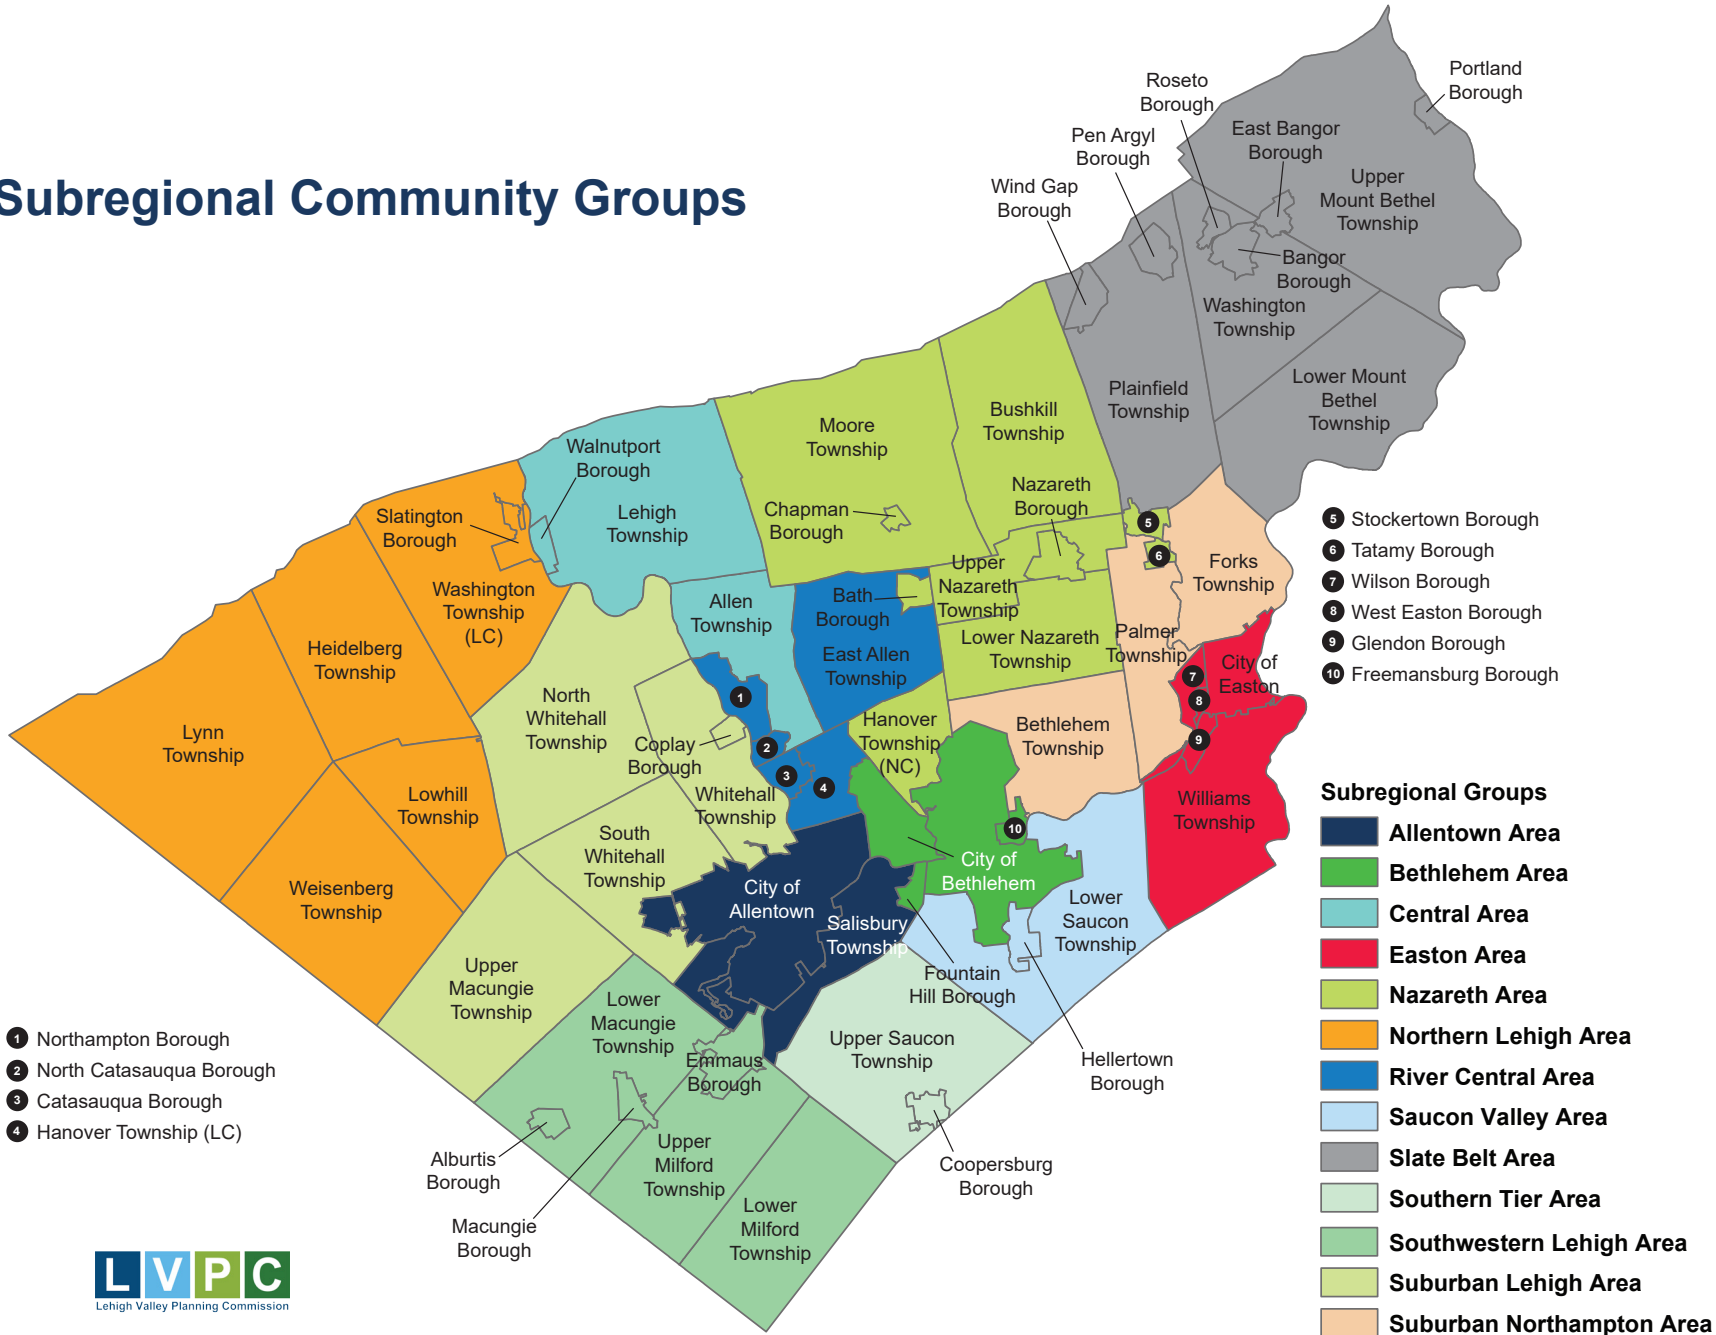 Subregional Community Groups
Portland
Borough
Roseto
Borough
East Bangor
Borough
Pen Argyl
Borough
Wind Gap
Borough
Upper
Mount Bethel
Township
Bangor
Borough
Washington
Township
Lower Mount
Bethel
Township
Plainfield
Township
Bushkill
Township
Moore
Township
Chapman
Borough
Nazareth
Borough
Walnutport
Borough
Lehigh
Township
Slatington
Borough
Washington
Township
(LC)
Heidelberg
Township
Lynn
Township
Lowhill
Township
Weisenberg
Township
Upper
Nazareth
Township
Lower Nazareth
Township
Bath
Borough
East Allen
Township
Allen
Township
Forks
Township
Palmer
Township
City of
Easton
5 Stockertown Borough
6 Tatamy Borough
7 Wilson Borough
8 West Easton Borough
9 Glendon Borough
10 Freemansburg Borough
5
6
7
8
9
10
1
2
3
4
North
Whitehall
Township
Coplay
Borough
Whitehall
Township
South
Whitehall
Township
Hanover
Township
(NC)
Bethlehem
Township
Williams
Township
City of
Bethlehem
City of
Allentown
Salisbury
Township
Lower
Saucon
Township
Fountain
Hill Borough
Upper
Macungie
Township
Lower
Macungie
Township
Emmaus
Borough
Upper Saucon
Township
Hellertown
Borough
Coopersburg
Borough
Alburtis
Borough
Macungie
Borough
Upper
Milford
Township
Lower
Milford
Township
1 Northampton Borough
2 North Catasauqua Borough
3 Catasauqua Borough
4 Hanover Township (LC)
Subregional Groups
Allentown Area
Bethlehem Area
Central Area
Easton Area
Nazareth Area
Northern Lehigh Area
River Central Area
Saucon Valley Area
Slate Belt Area
Southern Tier Area
Southwestern Lehigh Area
Suburban Lehigh Area
Suburban Northampton Area
LVPC
Lehigh Valley Planning Commission